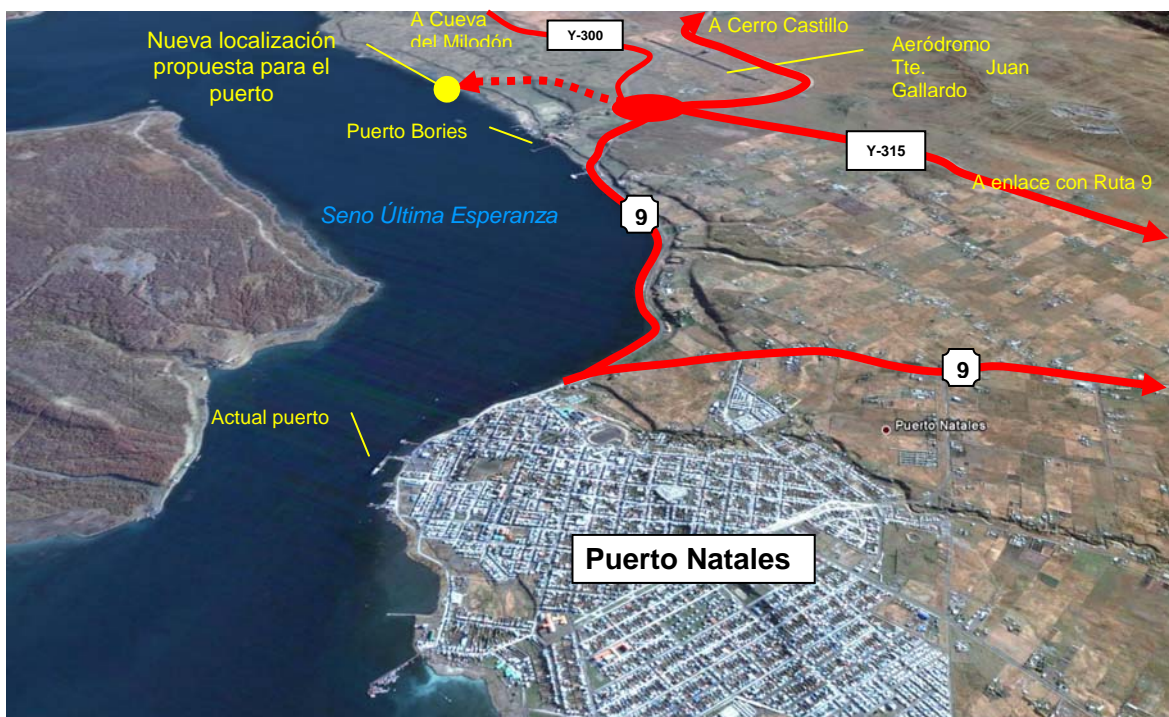 A Cueva
del Milodón
Y-300
A Cerro Castillo
Nueva localización
propuesta para el
puerto
Aeródromo
Tte. Juan
Gallardo
Puerto Bories
Y-315
A enlace con Ruta 9
Seno Última Esperanza
9
9
Actual puerto
Puerto Natales
Puerto Natales